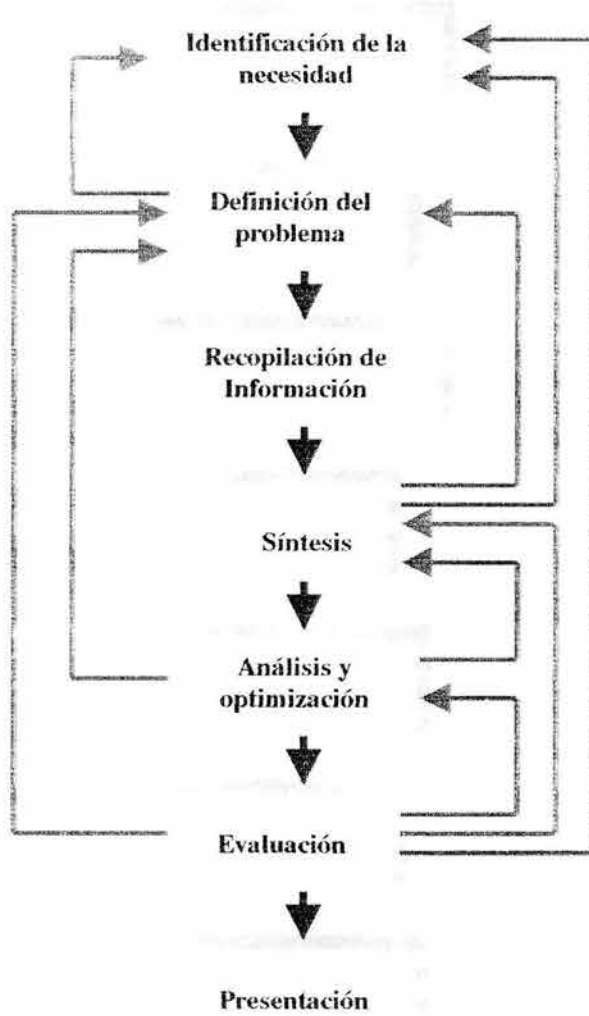 Identificación de la
necesidad
Definición del
problema
Recopilación de
Información
Síntesis
Análisis y
optimización
Evaluación
Presentación